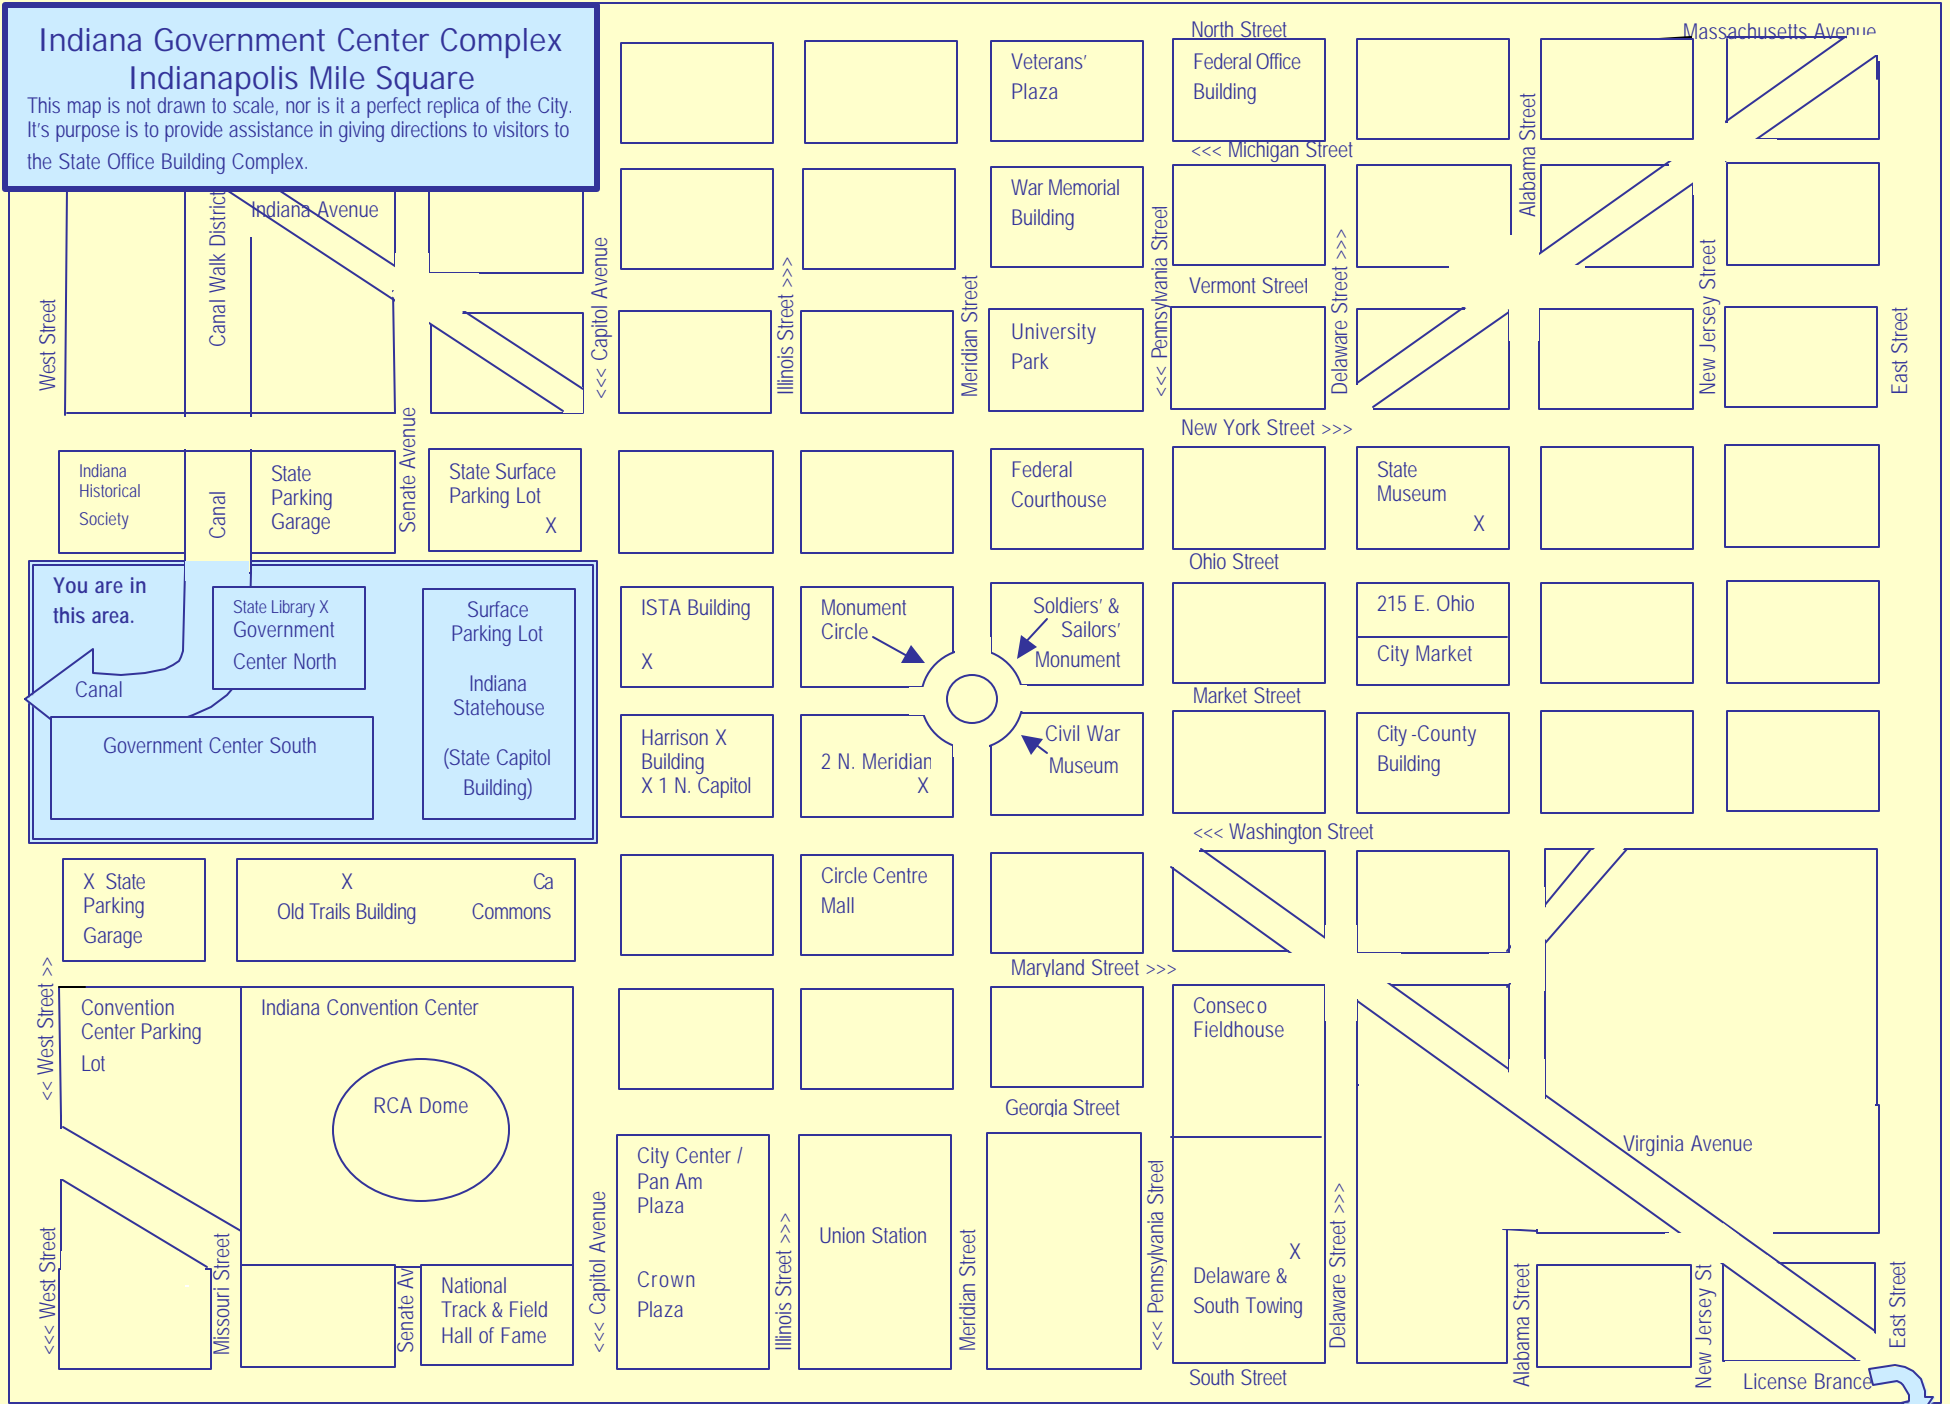 Indiana Government Center Complex
Indianapolis Mile Square
This map is not drawn to scale, nor is it a perfect replica of the City.
It's purpose is to provide assistance in giving directions to visitors to
the State Office Building Complex.
North Street
Massachusetts Avenue
Veterans'
Plaza
Federal Office
Building
<<< Michigan Street
Alabama Street
War Memorial
Building
Canal Walk District
Indiana Avenue
West Street
<<< Capitol Avenue
Illinois Street >>>
Meridian Street
<<< Pennsylvania Street
Vermont Street
Delaware Street >>>
New Jersey Street
East Street
University
Park
New York Street >>>
Indiana
Historical
Society
Canal
State
Parking
Garage
Senate Avenue
State Surface
Parking Lot
X
Federal
Courthouse
State
Museum
X
Ohio Street
You are in
this area.
Canal
State Library X
Government
Center North
Surface
Parking Lot
Indiana
Statehouse
(State Capitol
Building)
Government Center South
ISTA Building
X
Monument
Circle
Soldiers' &
Sailors'
Monument
215 E. Ohio
City Market
Market Street
Harrison X
Building
X 1 N. Capitol
2 N. Meridian
X
Civil War
Museum
City -County
Building
<<< Washington Street
X State
Parking
Garage
X
Old Trails Building
Ca
Commons
Circle Centre
Mall
Maryland Street >>>
<< West Street >>
Convention
Center Parking
Lot
Indiana Convention Center
RCA Dome
Conseco
Fieldhouse
Georgia Street
Virginia Avenue
City Center /
Pan Am
Plaza
Crown
Plaza
Union Station
X
Delaware &
South Towing
<<< West Street
Missouri Street
Senate Av
National
Track & Field
Hall of Fame
<<< Capitol Avenue
Illinois Street >>>
Meridian Street
<<< Pennsylvania Street
Delaware Street >>>
Alabama Street
New Jersey St
East Street
South Street
License Brance